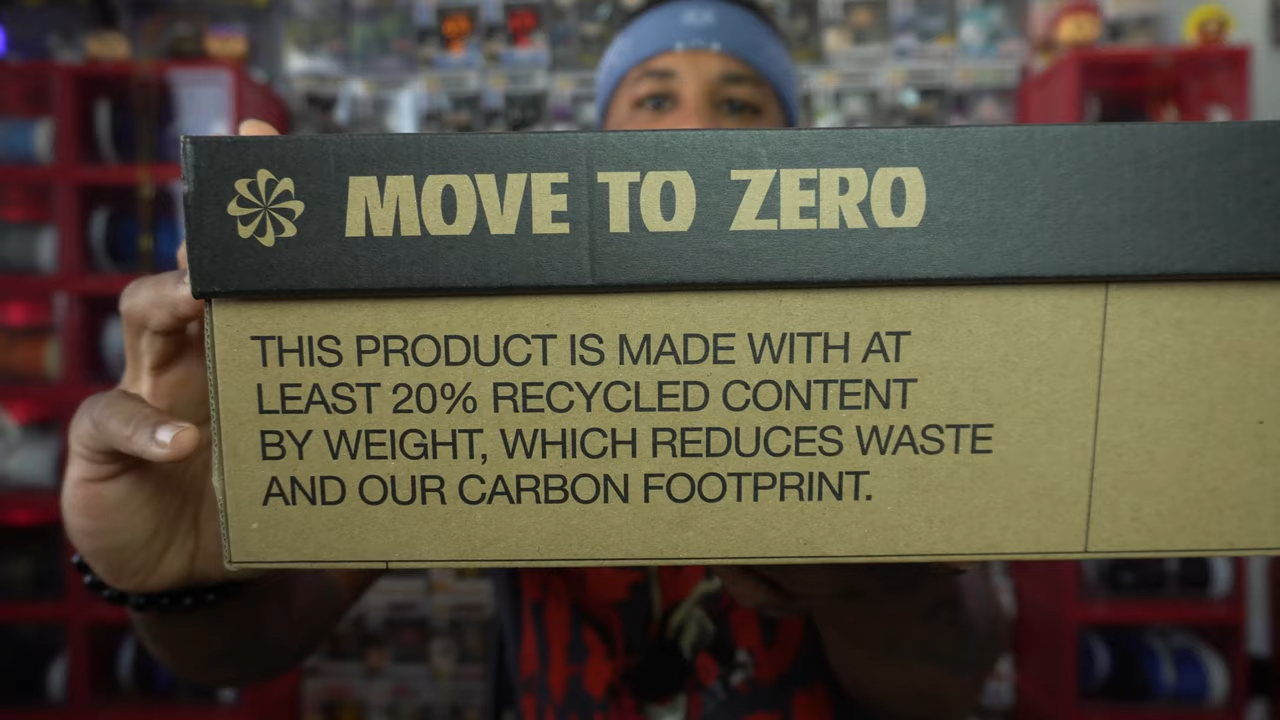 MOVE TO ZERO
THIS PRODUCT IS MADE WITH AT
LEAST 20% RECYCLED CONTENT
BY WEIGHT, WHICH REDUCES WASTE
AND OUR CARBON FOOTPRINT.